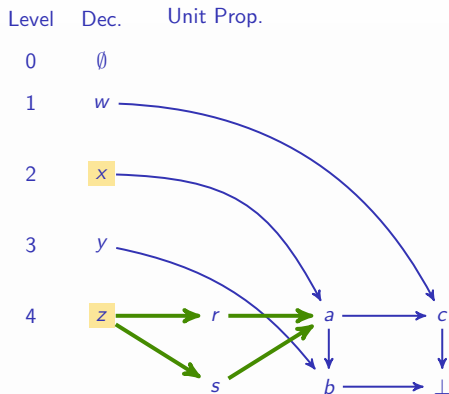 Level Dec. Unit Prop.
0 ∅
1 w
2 x
3 y
4 z r a c
s b ⊥